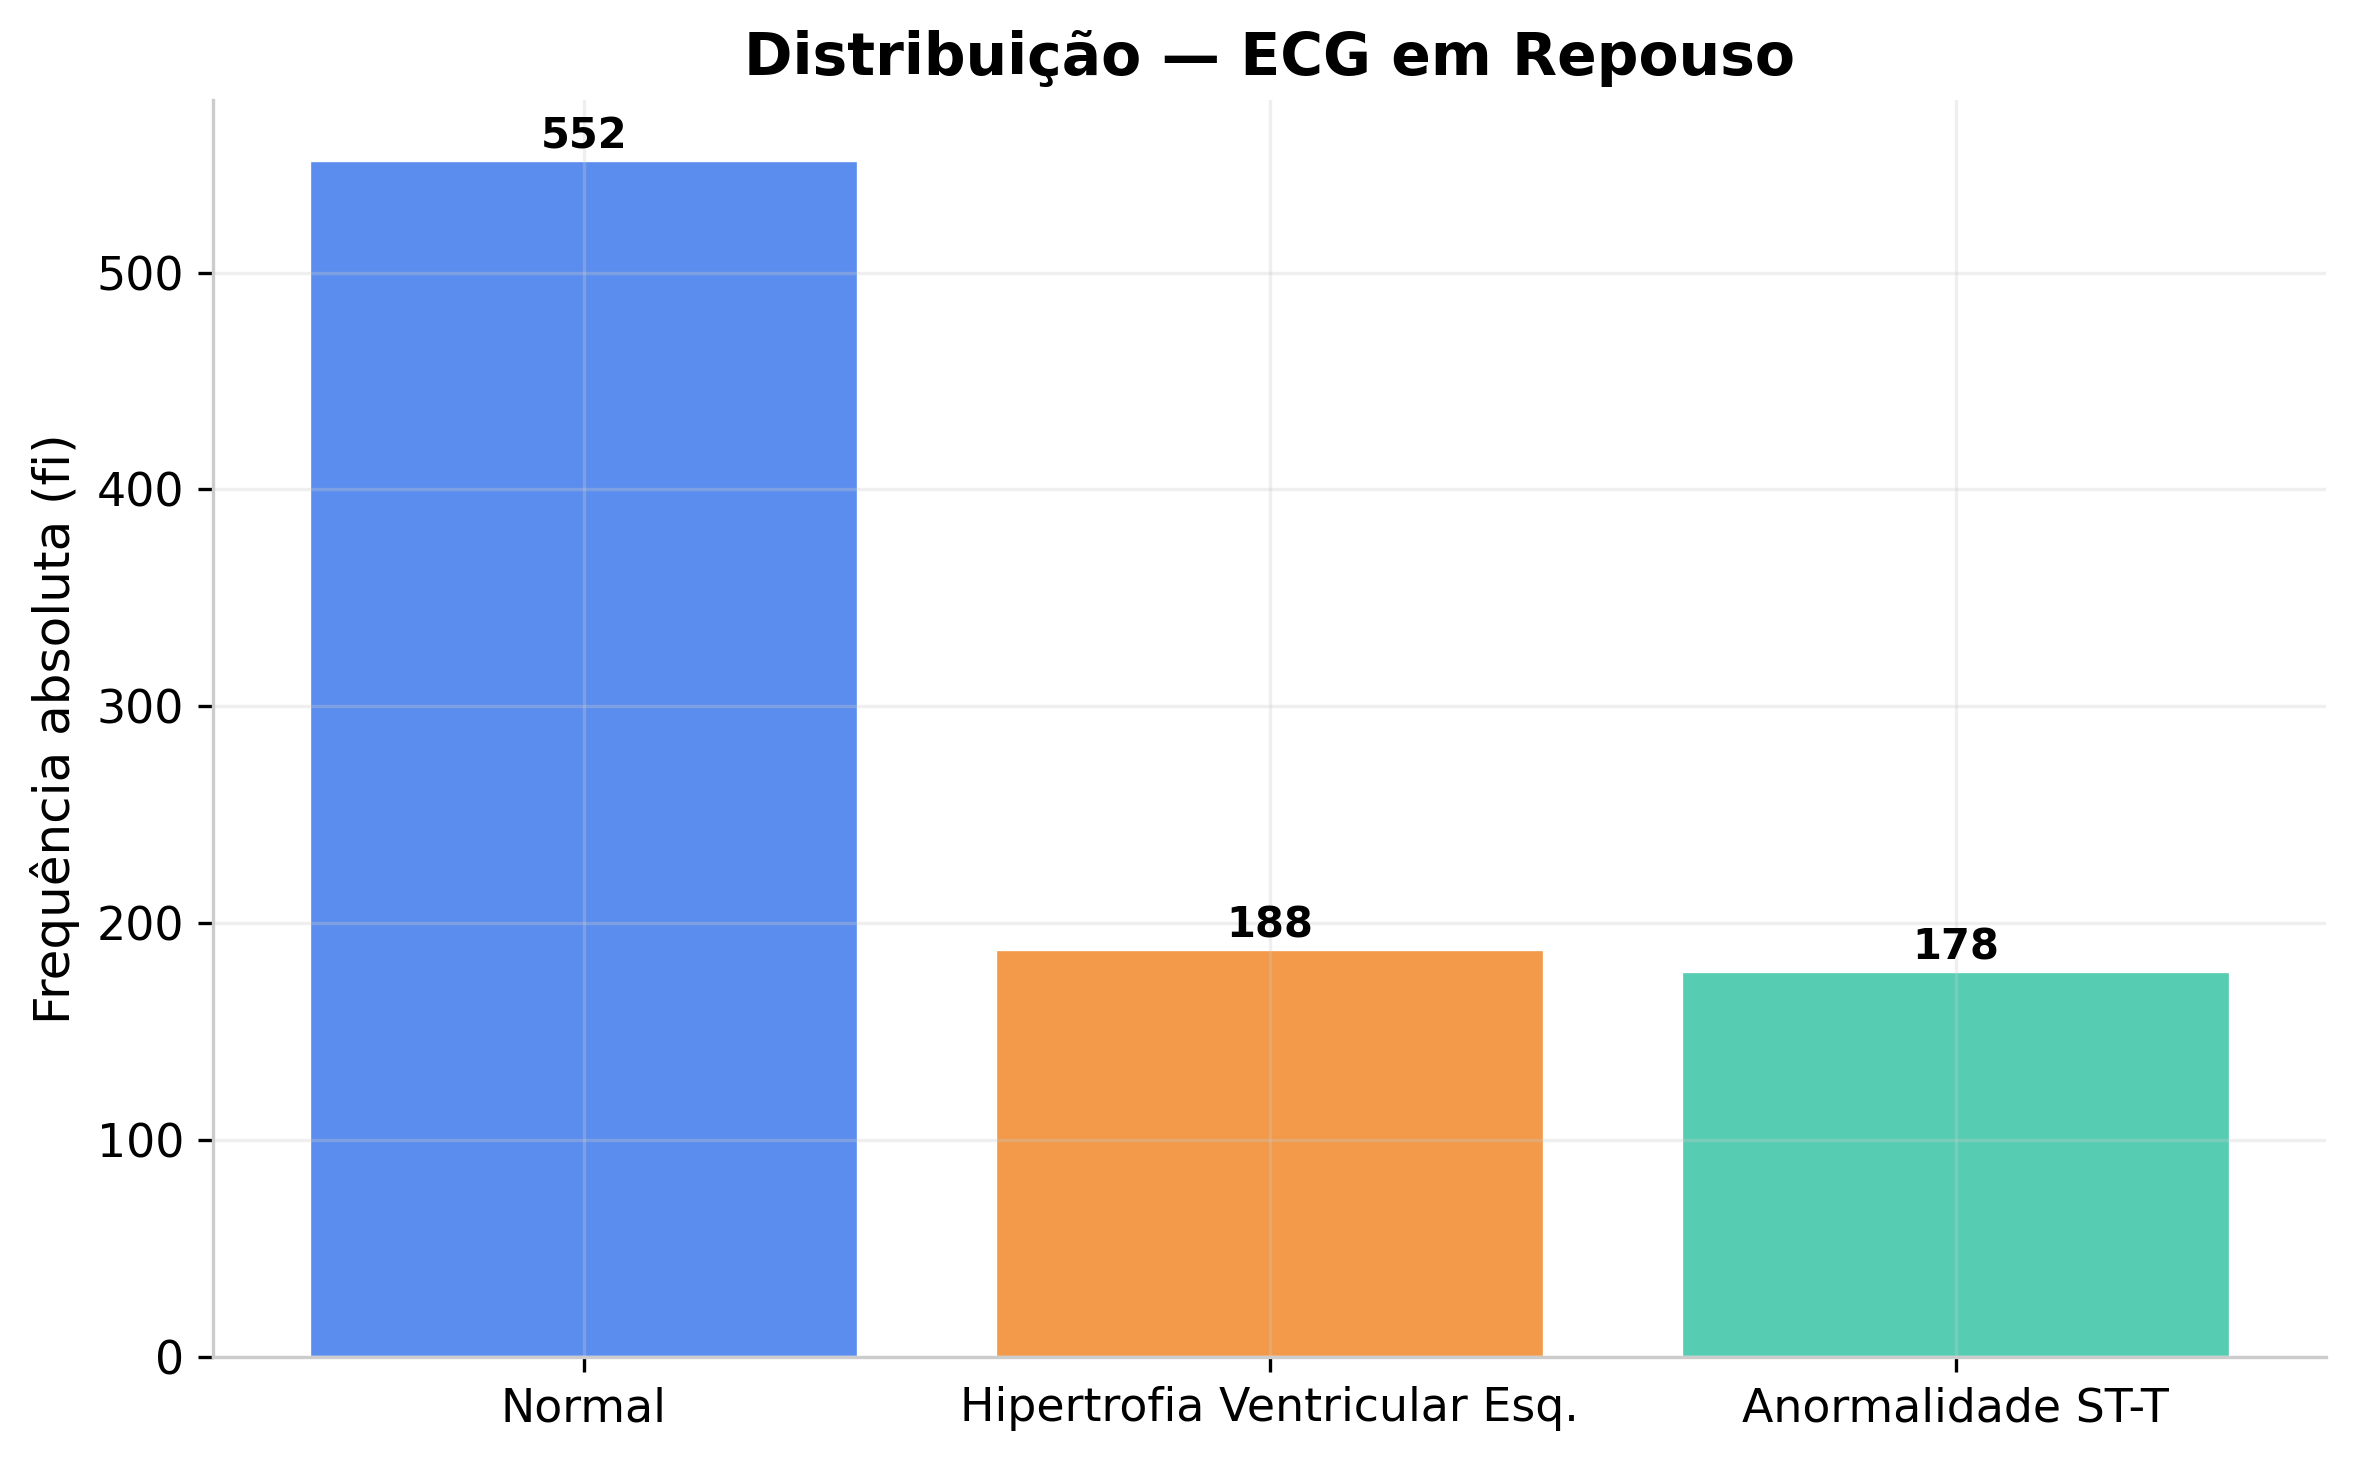 Distribuição — ECG em Repouso
Frequência absoluta (fi)
500
400
300
200
100
0
552
188
178
Normal
Hipertrofia Ventricular Esq.
Anormalidade ST-T